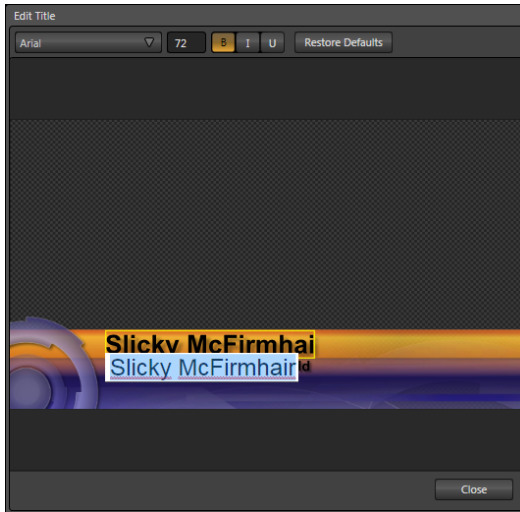 Edit Title
Arial 72 B I U Restore Defaults
Slicky McFirmhai
Slicky McFirmhair
Close